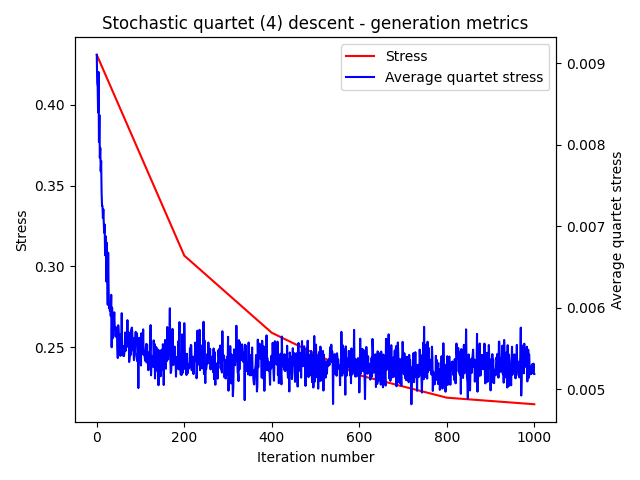 Stochastic quartet (4) descent - generation metrics
Stress
Average quartet stress
0.40
0.35
0.30
0.25
Stress
0.009
0.008
0.007
0.006
0.005
Average quartet stress
0
200
400
600
800
1000
Iteration number